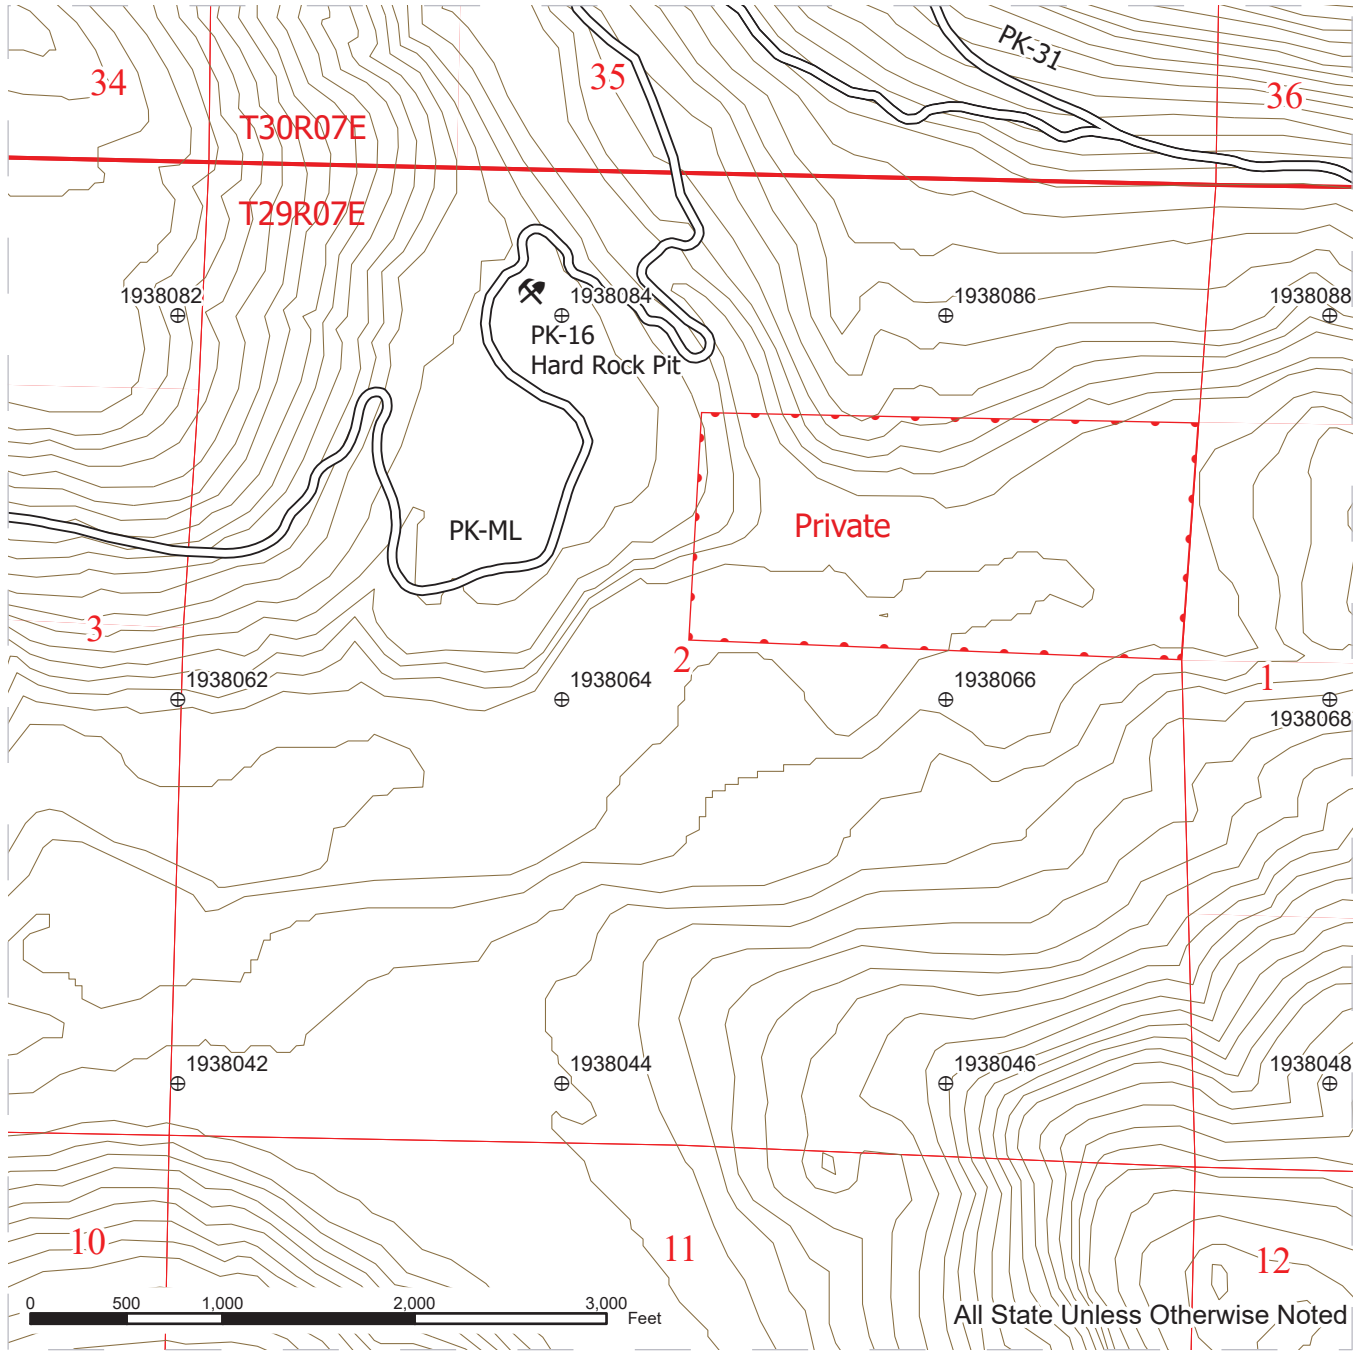 PK-31
34
35
36
T30R07E
T29R07E
1938082
1938084
1938086
1938088
PK-16
Hard Rock Pit
PK-ML
Private
3
2
1
1938062
1938064
1938066
1938068
1938042
1938044
1938046
1938048
10
11
12
0 500 1,000 2,000 3,000
Feet
All State Unless Otherwise Noted